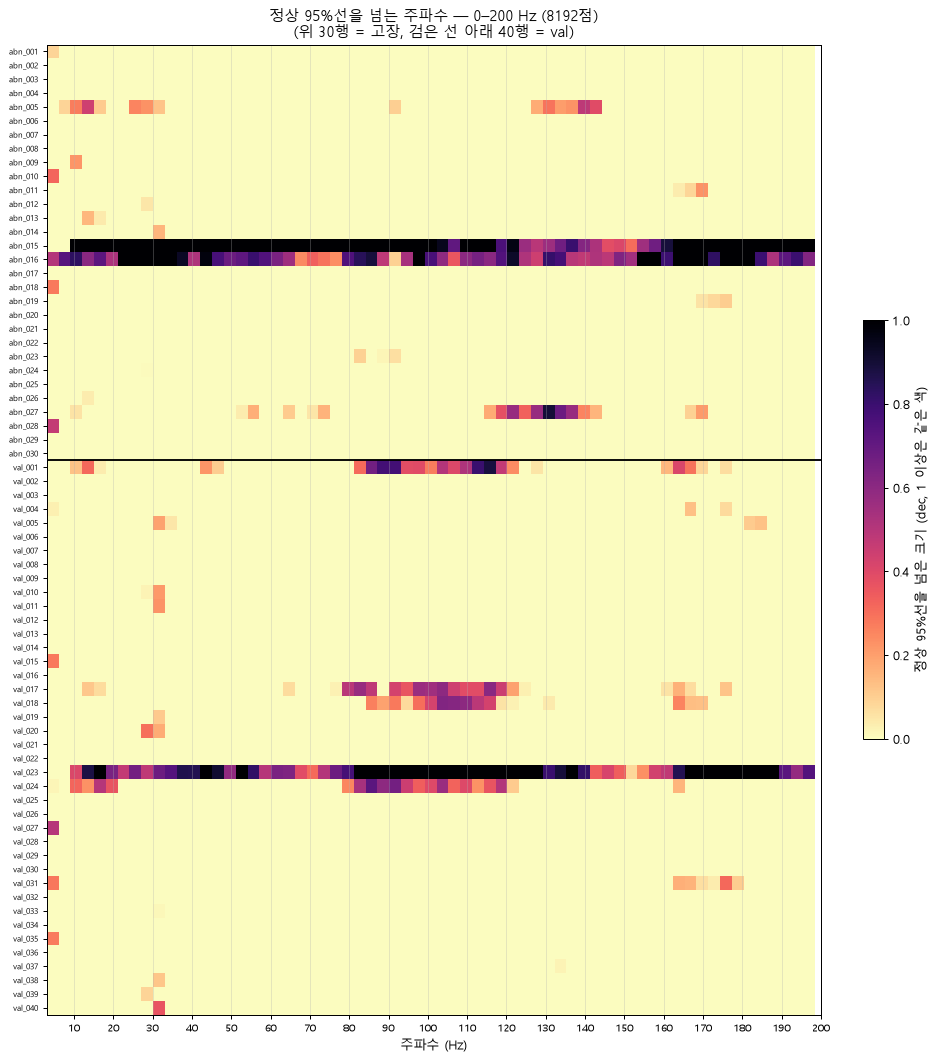 정상 95%선을 넘는 주파수 — 0–200 Hz (8192점)
(위 30행 = 고장, 검은 선 아래 40행 = val)
abn_001
abn_002
abn_003
abn_004
abn_005
abn_006
abn_007
abn_008
abn_009
abn_010
abn_011
abn_012
abn_013
abn_014
abn_015
abn_016
abn_017
abn_018
abn_019
abn_020
abn_021
abn_022
abn_023
abn_024
abn_025
abn_026
abn_027
abn_028
abn_029
abn_030
val_001
val_002
val_003
val_004
val_005
val_006
val_007
val_008
val_009
val_010
val_011
val_012
val_013
val_014
val_015
val_016
val_017
val_018
val_019
val_020
val_021
val_022
val_023
val_024
val_025
val_026
val_027
val_028
val_029
val_030
val_031
val_032
val_033
val_034
val_035
val_036
val_037
val_038
val_039
val_040
10 20 30 40 50 60 70 80 90 100 110 120 130 140 150 160 170 180 190 200
주파수 (Hz)
1.0
0.8
0.6
0.4
0.2
0.0
정상 95%선을 넘은 크기 (dec, 1 이상은 같은 색)